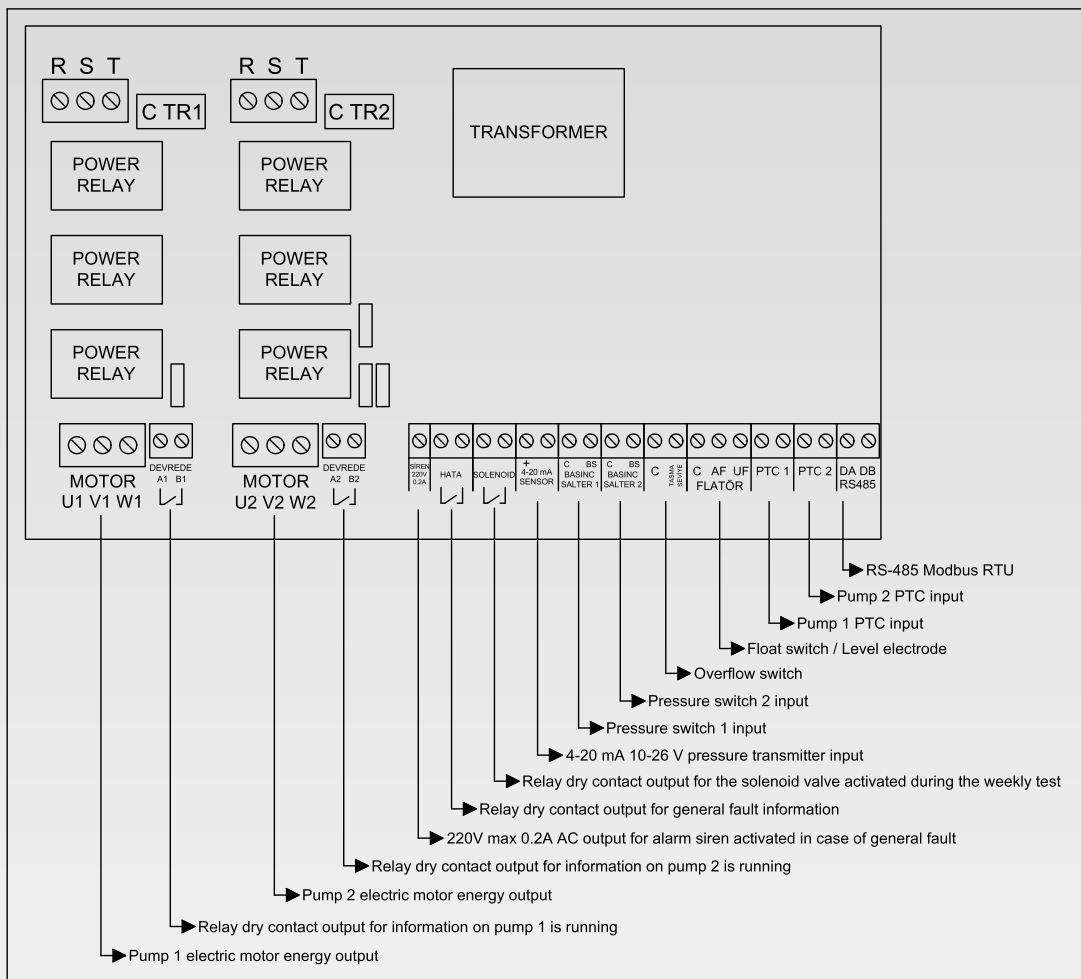 R S T
R S T
C TR1
C TR2
TRANSFORMER
POWER
RELAY
POWER
RELAY
POWER
RELAY
POWER
RELAY
POWER
RELAY
POWER
RELAY
MOTOR
U1 V1 W1
DEVREDE
A1 B1
MOTOR
U2 V2 W2
DEVREDE
A2 B2
SİREN
220V
0.2A
HATA
SOLENOID
+
4-20 mA
SENSOR
C BS
BASINC
SALTER 1
C BS
BASINC
SALTER 2
C
TASMA
SEVİYE
C AF UF
FLATÖR
PTC 1
PTC 2
DA DB
RS485
RS-485 Modbus RTU
Pump 2 PTC input
Pump 1 PTC input
Float switch / Level electrode
Overflow switch
Pressure switch 2 input
Pressure switch 1 input
4-20 mA 10-26 V pressure transmitter input
Relay dry contact output for the solenoid valve activated during the weekly test
Relay dry contact output for general fault information
220V max 0.2A AC output for alarm siren activated in case of general fault
Relay dry contact output for information on pump 2 is running
Pump 2 electric motor energy output
Relay dry contact output for information on pump 1 is running
Pump 1 electric motor energy output